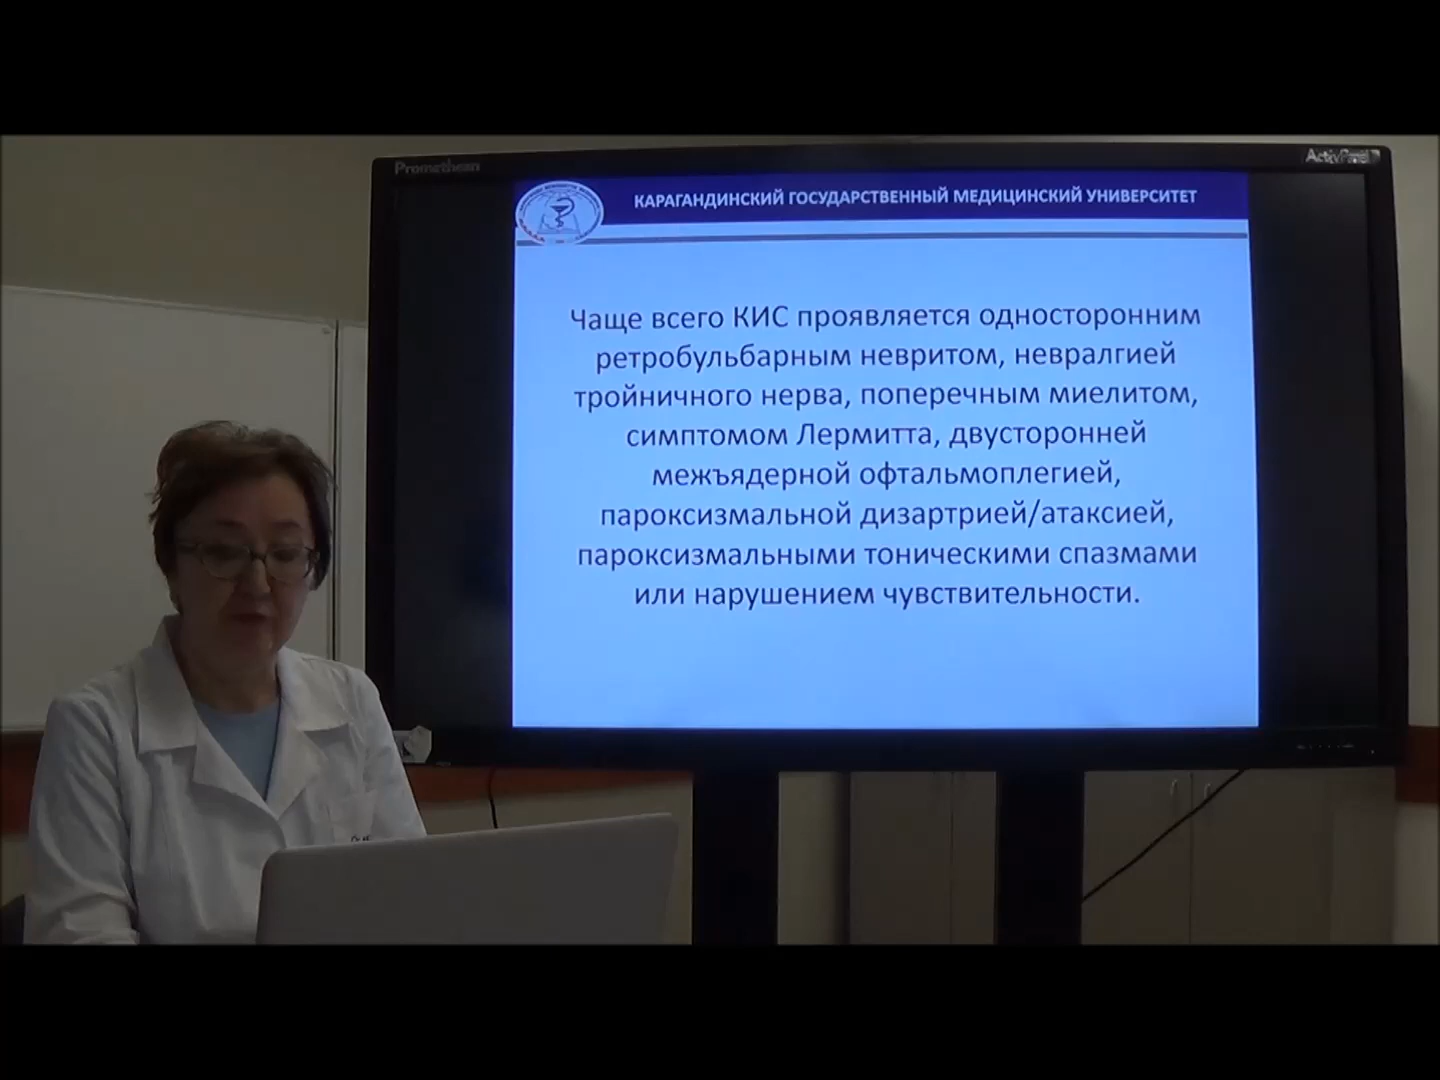 Promethean
ActivPanel
КАРАГАНДИНСКИЙ ГОСУДАРСТВЕННЫЙ МЕДИЦИНСКИЙ УНИВЕРСИТЕТ
Чаще всего КИС проявляется односторонним
ретробульбарным невритом, невралгией
тройничного нерва, поперечным миелитом,
симптомом Лермитта, двусторонней
межъядерной офтальмоплегией,
пароксизмальной дизартрией/атаксией,
пароксизмальными тоническими спазмами
или нарушением чувствительности.